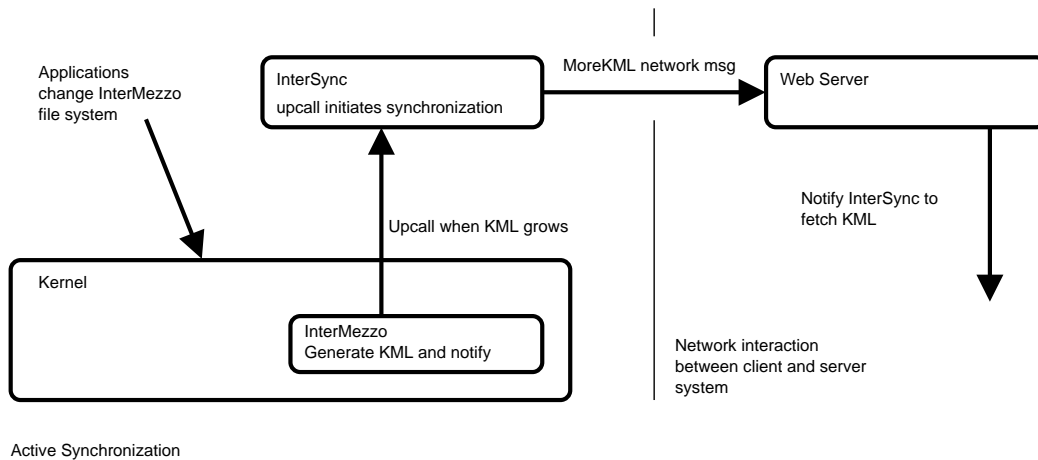 Applications
change InterMezzo
file system
InterSync
upcall initiates synchronization
MoreKML network msg
Web Server
Upcall when KML grows
Notify InterSync to
fetch KML
Kernel
InterMezzo
Generate KML and notify
Network interaction
between client and server
system
Active Synchronization